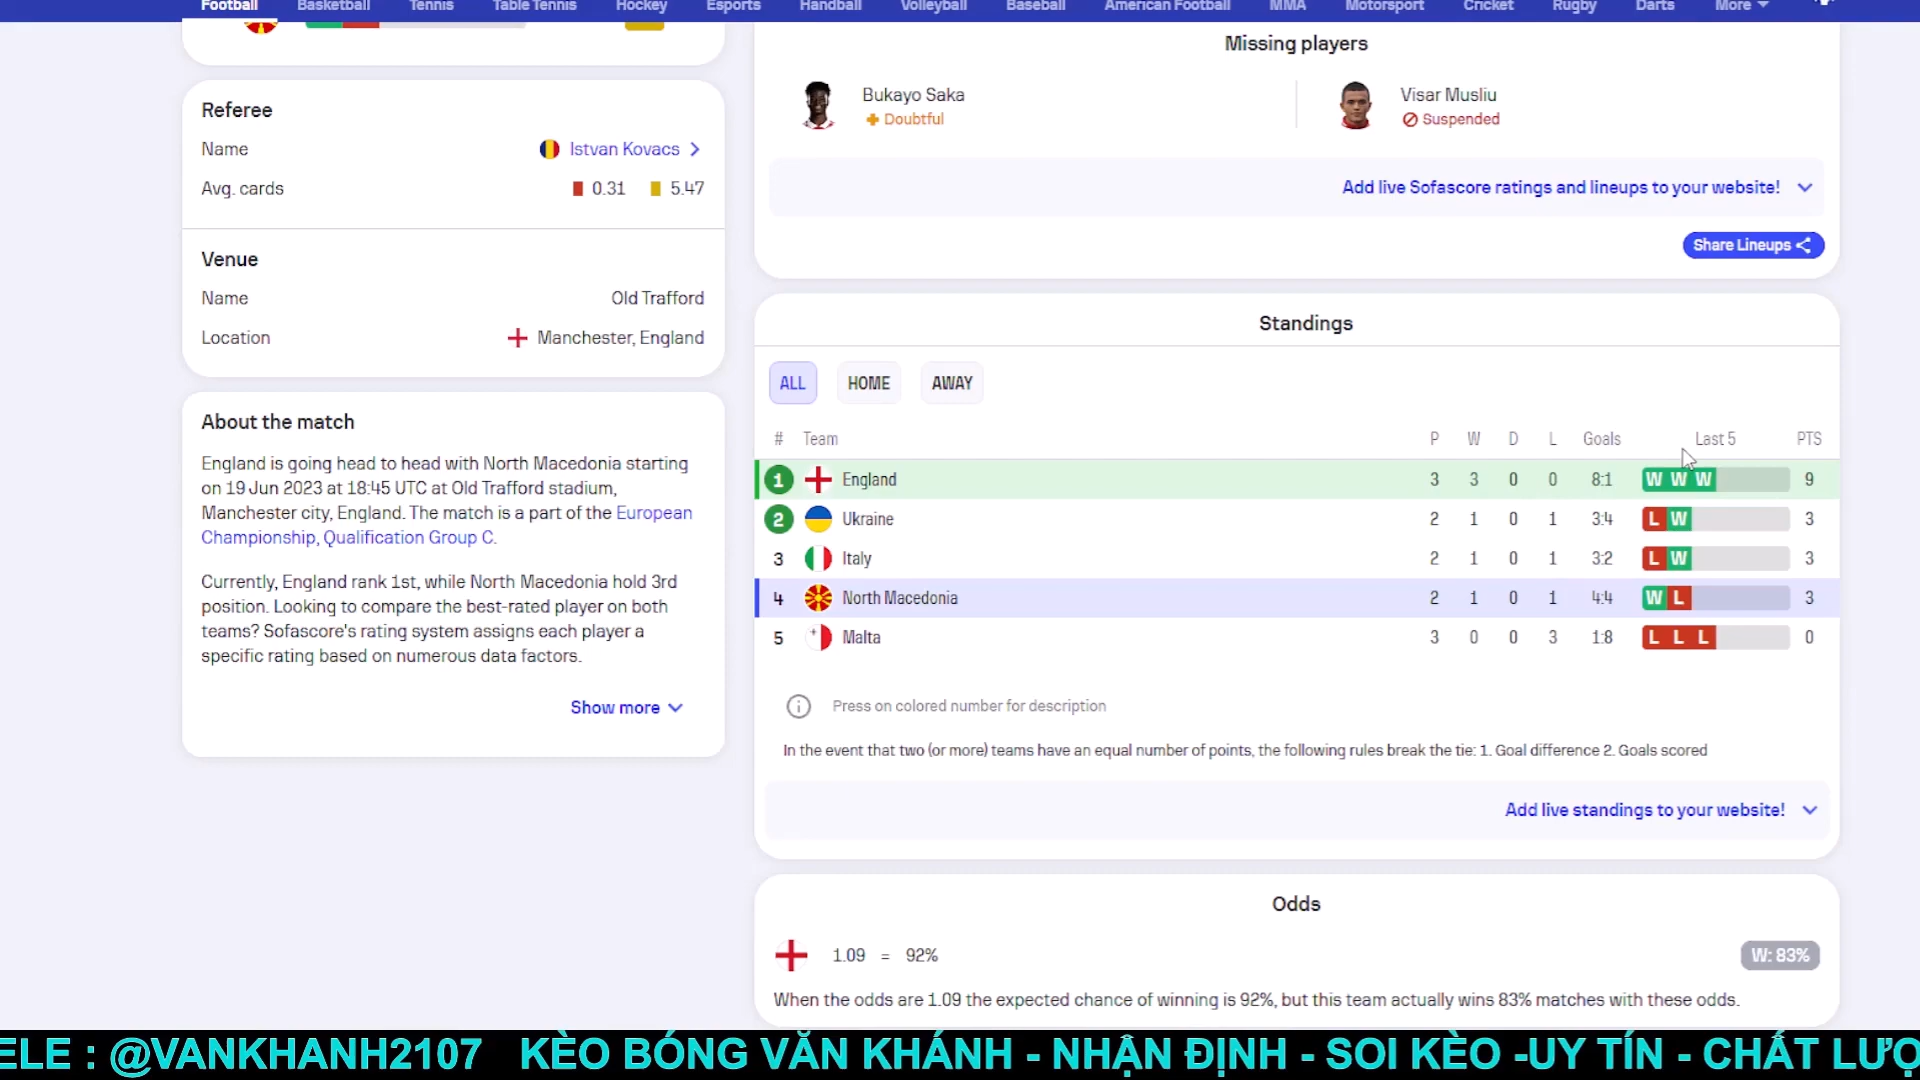 Football Basketball Tennis Table Tennis Hockey Esports Handball Volleyball Baseball American Football MMA Motorsport Cricket Rugby Darts More
Referee
Name Istvan Kovacs
Avg. cards 0.31 5.47
Venue
Name Old Trafford
Location Manchester, England
About the match
England is going head to head with North Macedonia starting
on 19 Jun 2023 at 18:45 UTC at Old Trafford stadium,
Manchester city, England. The match is a part of the European
Championship, Qualification Group C.
Currently, England rank 1st, while North Macedonia hold 3rd
position. Looking to compare the best-rated player on both
teams? Sofascore's rating system assigns each player a
specific rating based on numerous data factors.
Show more
Missing players
Bukayo Saka
Doubtful
Visar Musliu
Suspended
Add live Sofascore ratings and lineups to your website!
Share Lineups
Standings
ALL HOME AWAY
# Team P W D L Goals Last 5 PTS
1 England 3 3 0 0 8:1 W W W 9
2 Ukraine 2 1 0 1 3:4 L W 3
3 Italy 2 1 0 1 3:2 L W 3
4 North Macedonia 2 1 0 1 4:4 W L 3
5 Malta 3 0 0 3 1:8 L L L 0
Press on colored number for description
In the event that two (or more) teams have an equal number of points, the following rules break the tie: 1. Goal difference 2. Goals scored
Add live standings to your website!
Odds
1.09 = 92% W: 83%
When the odds are 1.09 the expected chance of winning is 92%, but this team actually wins 83% matches with these odds.
ELE : @VANKHANH2107 KÈO BÓNG VĂN KHÁNH - NHẬN ĐỊNH - SOI KÈO -UY TÍN - CHẤT LƯỢ